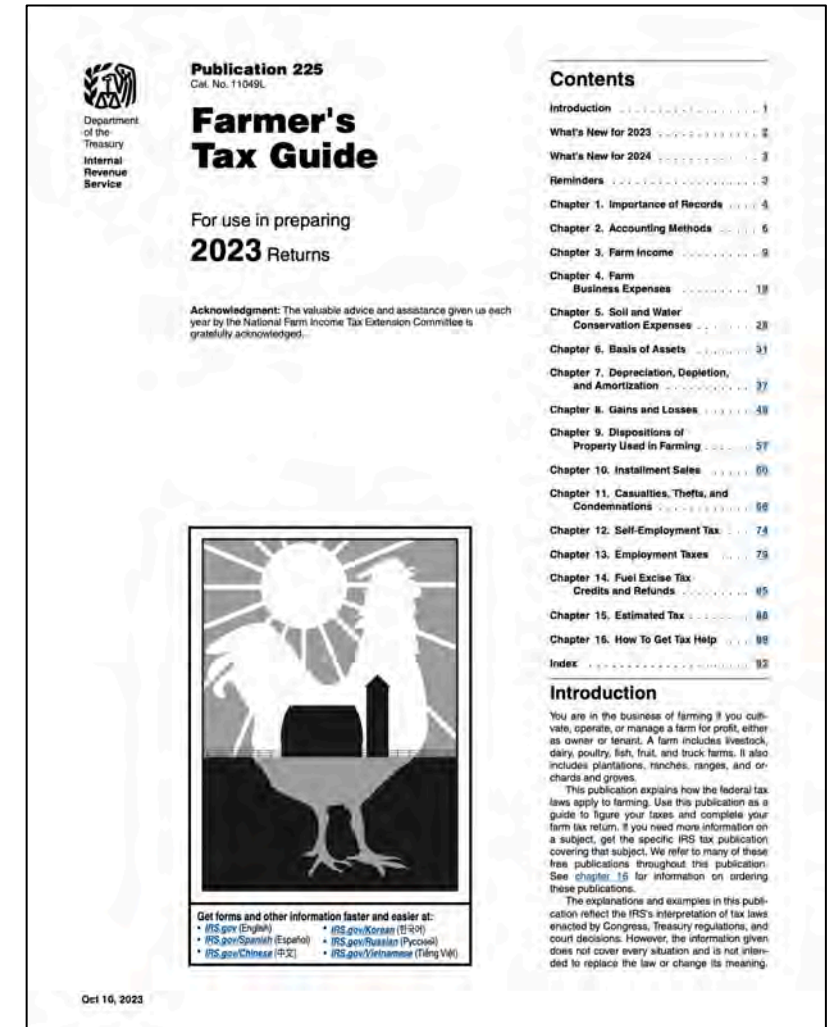 Department
of the
Treasury
Internal
Revenue
Service
Publication 225
Cat. No. 11049L
Farmer's
Tax Guide
For use in preparing
2023 Returns
Acknowledgment: The valuable advice and assistance given us each
year by the National Farm Income Tax Extension Committee is
gratefully acknowledged.
Get forms and other information faster and easier at:
• IRS.gov (English)
• IRS.gov/Spanish (Español)
• IRS.gov/Chinese (中文)
• IRS.gov/Korean (한국어)
• IRS.gov/Russian (Pусский)
• IRS.gov/Vietnamese (Tiếng Việt)
Contents
Introduction . . . . . . . . . . . . . . . . . . 1
What's New for 2023 . . . . . . . . . . . . . 2
What's New for 2024 . . . . . . . . . . . . . 3
Reminders . . . . . . . . . . . . . . . . . . . 3
Chapter 1. Importance of Records . . . . 4
Chapter 2. Accounting Methods . . . . . 6
Chapter 3. Farm Income . . . . . . . . . . 9
Chapter 4. Farm
Business Expenses . . . . . . . . . 19
Chapter 5. Soil and Water
Conservation Expenses . . . . . . . 28
Chapter 6. Basis of Assets . . . . . . . 31
Chapter 7. Depreciation, Depletion,
and Amortization . . . . . . . . . . . 37
Chapter 8. Gains and Losses . . . . . . 48
Chapter 9. Dispositions of
Property Used in Farming . . . . . . 57
Chapter 10. Installment Sales . . . . . 60
Chapter 11. Casualties, Thefts, and
Condemnations . . . . . . . . . . . . 66
Chapter 12. Self-Employment Tax . . . 74
Chapter 13. Employment Taxes . . . . 79
Chapter 14. Fuel Excise Tax
Credits and Refunds . . . . . . . . . 85
Chapter 15. Estimated Tax . . . . . . . . 88
Chapter 16. How To Get Tax Help . . . 89
Index . . . . . . . . . . . . . . . . . . . . . . 93
Introduction
You are in the business of farming if you culti-
vate, operate, or manage a farm for profit, either
as owner or tenant. A farm includes livestock,
dairy, poultry, fish, fruit, and truck farms. It also
includes plantations, ranches, ranges, and or-
chards and groves.
This publication explains how the federal tax
laws apply to farming. Use this publication as a
guide to figure your taxes and complete your
farm tax return. If you need more information on
a subject, get the specific IRS tax publication
covering that subject. We refer to many of these
free publications throughout this publication.
See chapter 16 for information on ordering
these publications.
The explanations and examples in this publi-
cation reflect the IRS's interpretation of tax laws
enacted by Congress, Treasury regulations, and
court decisions. However, the information given
does not cover every situation and is not inten-
ded to replace the law or change its meaning.
Oct 16, 2023